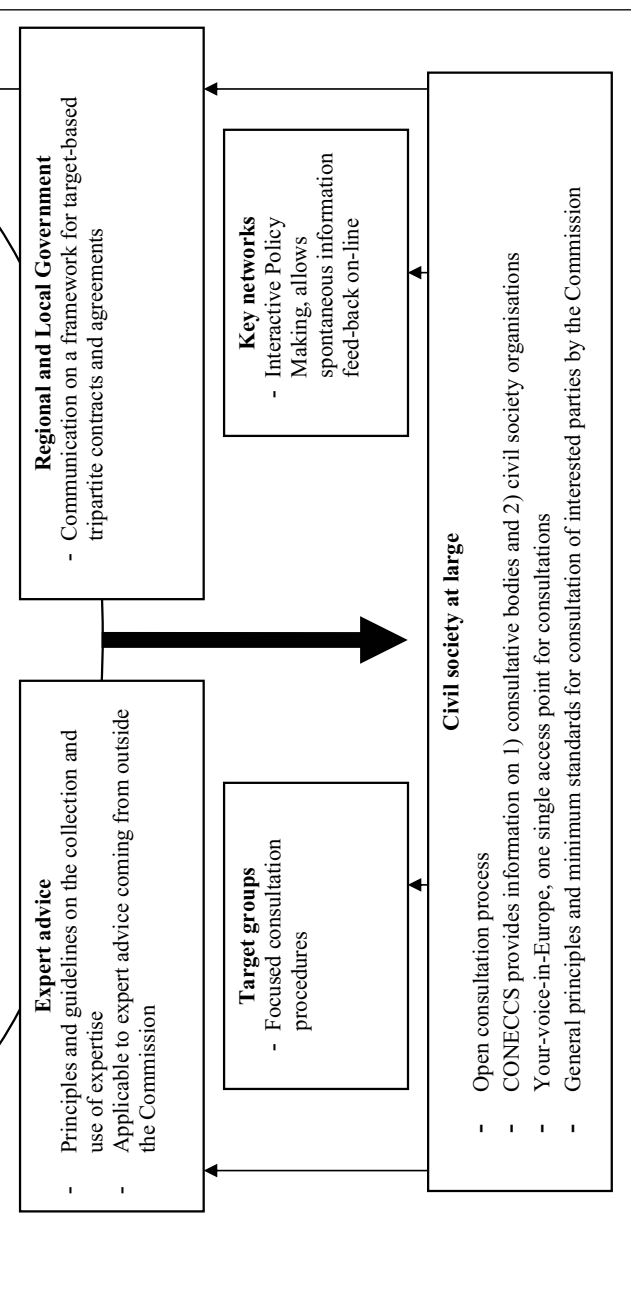 Expert advice
- Principles and guidelines on the collection and
use of expertise
- Applicable to expert advice coming from outside
the Commission
Regional and Local Government
- Communication on a framework for target-based
tripartite contracts and agreements
Target groups
- Focused consultation
procedures
Key networks
- Interactive Policy
Making, allows
spontaneous information
feed-back on-line
Civil society at large
- Open consultation process
- CONECCS provides information on 1) consultative bodies and 2) civil society organisations
- Your-voice-in-Europe, one single access point for consultations
- General principles and minimum standards for consultation of interested parties by the Commission